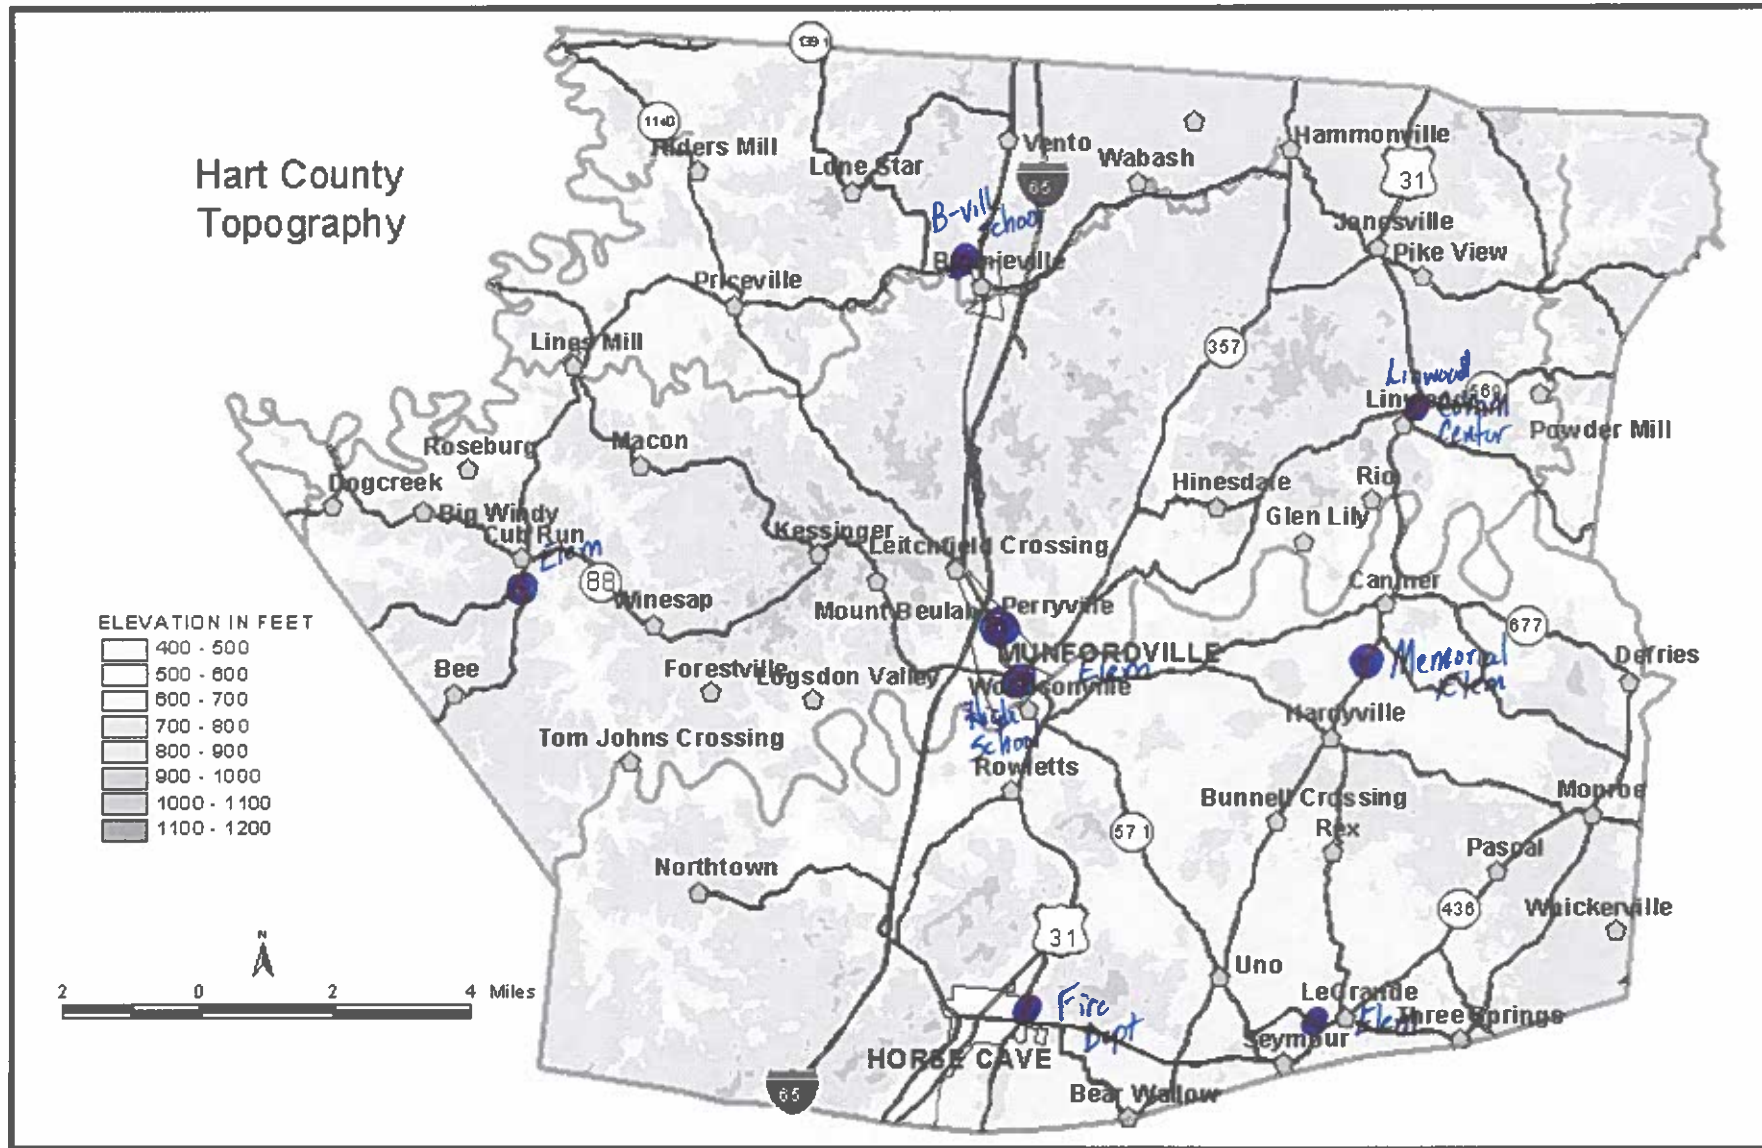 Hart County
Topography
1391
1140
Riders Mill
Lone Star
Vento
Wabash
Hammonville
65
31
B-vill
School
Janesville
Pike View
Priceville
Bonnieville
Lines Mill
357
Linwood
569
Linwood
Comm
Center
Powder Mill
Roseburg
Macon
Dogcreek
Big Windy
Cub Run
Elem
Hinesdale
Rio
Glen Lily
Kessinger
Leitchfield Crossing
88
Winesap
Mount Beulah
Perryville
Canmer
677
MUNFORDVILLE
Elem
Memorial
Elem
Defries
Bee
Forestville
Logsdon Valley
Woodsonville
High
School
Hardyville
Tom Johns Crossing
Rowletts
Bunnell Crossing
Rex
Monroe
571
Pascal
Northtown
436
Whickerville
31
Uno
LeGrande
Elem
Three Springs
Fire
Dept
Seymour
HORSE CAVE
65
Bear Wallow
ELEVATION IN FEET
400 - 500
500 - 600
600 - 700
700 - 800
800 - 900
900 - 1000
1000 - 1100
1100 - 1200
N
2 0 2 4 Miles